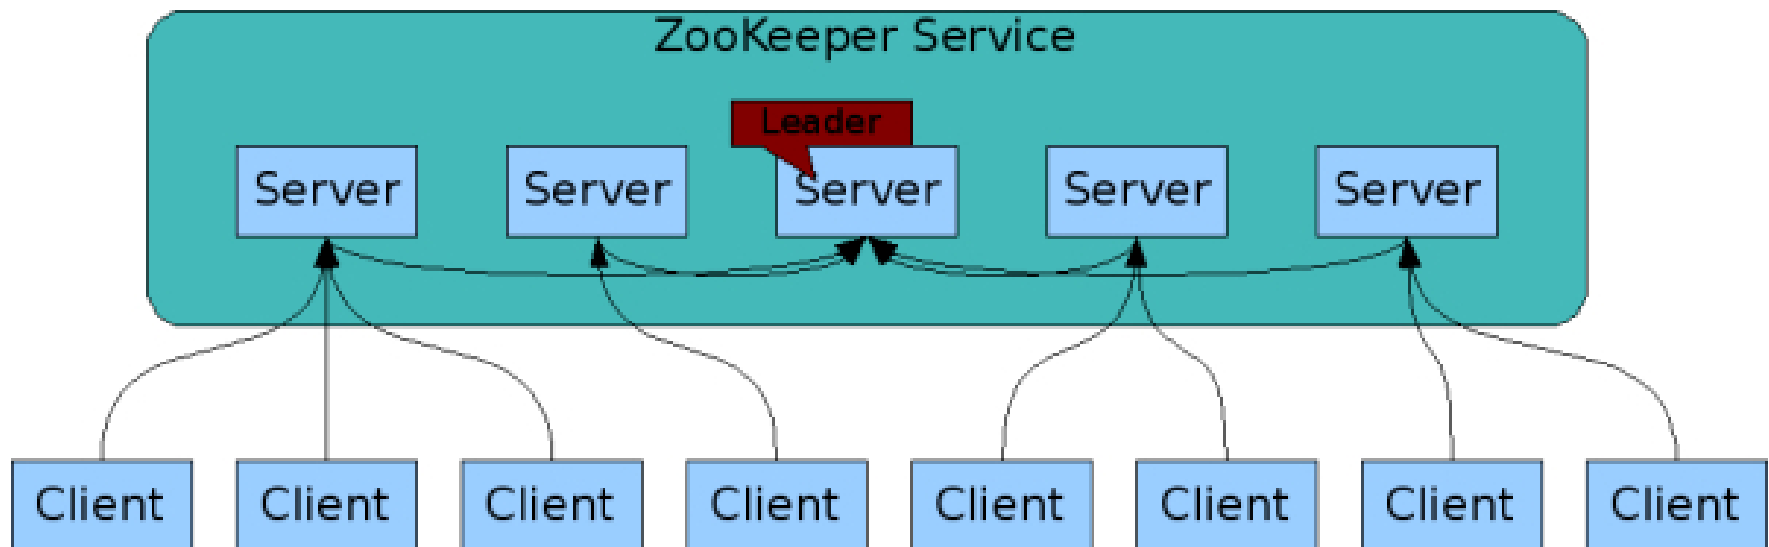 ZooKeeper Service
Leader
Server Server Server Server Server
Client Client Client Client Client Client Client Client